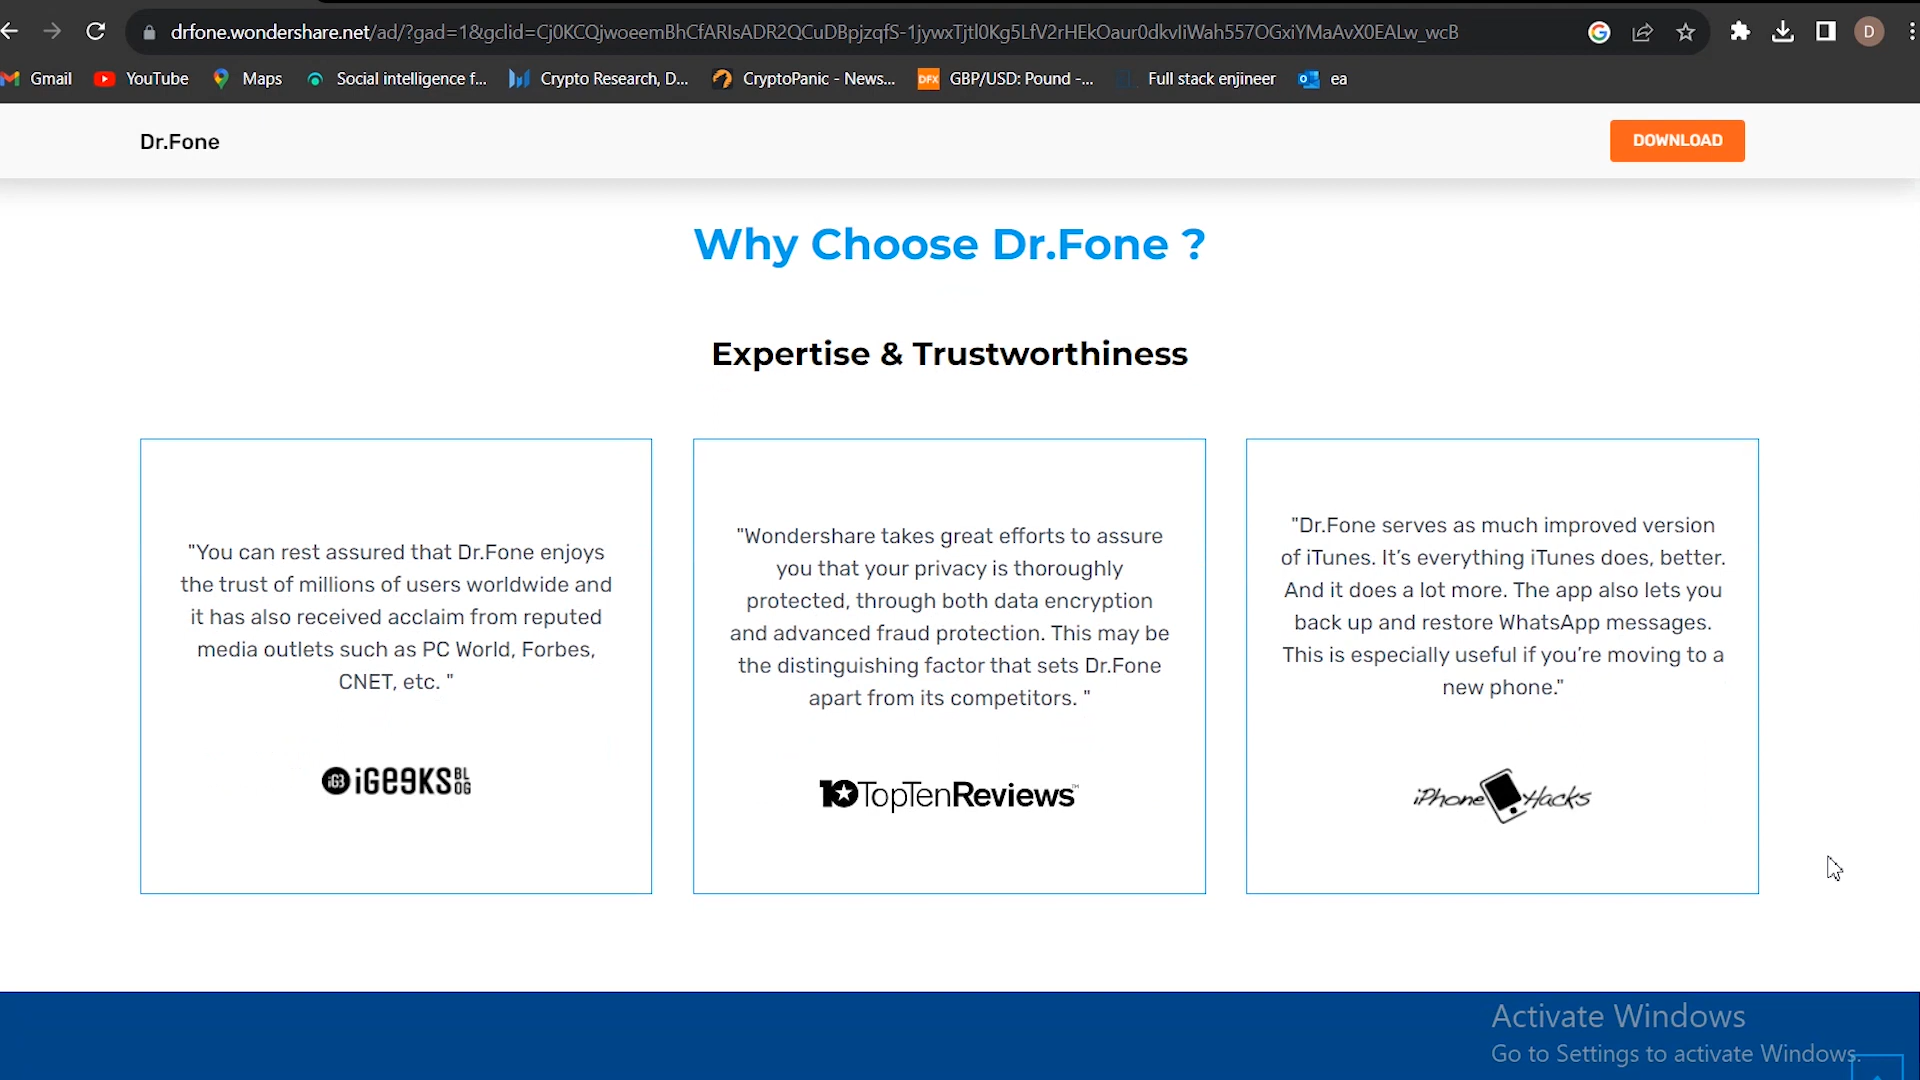 drfone.wondershare.net/ad/?gad=1&gclid=Cj0KCQjwoeemBhCfARIsADR2QCuDBpjzqfS-1jywxTjtl0Kg5LfV2rHEkOaur0dkvIiWah557OGxiYMaAvX0EALw_wcB
D
Gmail YouTube Maps Social intelligence f... Crypto Research, D... CryptoPanic - News... DFX GBP/USD: Pound -... Full stack enjineer ea
Dr.Fone
DOWNLOAD
Why Choose Dr.Fone ?
Expertise & Trustworthiness
"You can rest assured that Dr.Fone enjoys
the trust of millions of users worldwide and
it has also received acclaim from reputed
media outlets such as PC World, Forbes,
CNET, etc. "
iG3 iGeeKS BLOG
"Wondershare takes great efforts to assure
you that your privacy is thoroughly
protected, through both data encryption
and advanced fraud protection. This may be
the distinguishing factor that sets Dr.Fone
apart from its competitors. "
10 TopTenReviews™
"Dr.Fone serves as much improved version
of iTunes. It's everything iTunes does, better.
And it does a lot more. The app also lets you
back up and restore WhatsApp messages.
This is especially useful if you're moving to a
new phone."
iPhone Hacks
Activate Windows
Go to Settings to activate Windows.